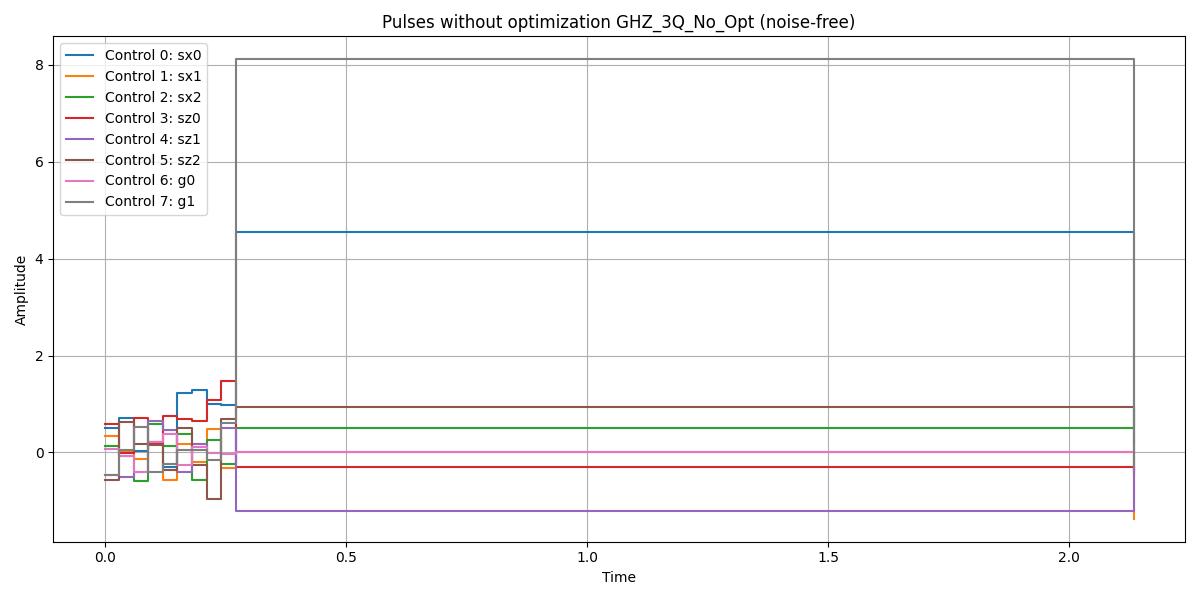 Pulses without optimization GHZ_3Q_No_Opt (noise-free)
Control 0: sx0
Control 1: sx1
Control 2: sx2
Control 3: sz0
Control 4: sz1
Control 5: sz2
Control 6: g0
Control 7: g1
Amplitude
8
6
4
2
0
0.0 0.5 1.0 1.5 2.0
Time